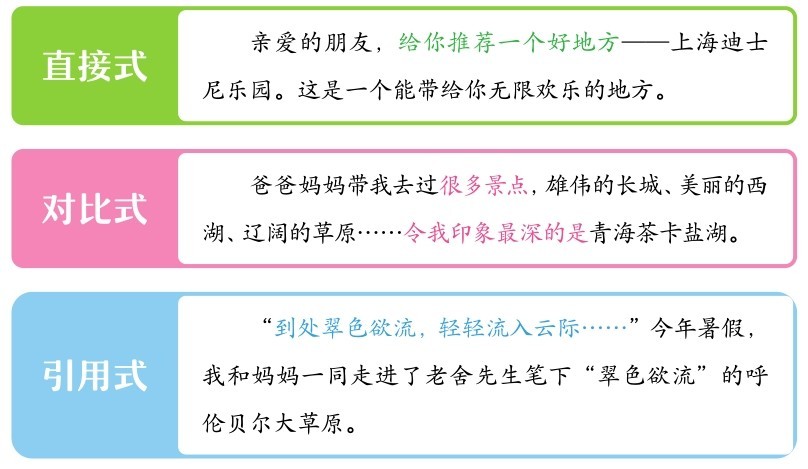 直接式
亲爱的朋友，给你推荐一个好地方——上海迪士
尼乐园。这是一个能带给你无限欢乐的地方。
对比式
爸爸妈妈带我去过很多景点，雄伟的长城、美丽的西
湖、辽阔的草原……令我印象最深的是青海茶卡盐湖。
引用式
“到处翠色欲流，轻轻流入云际……”今年暑假，
我和妈妈一同走进了老舍先生笔下“翠色欲流”的呼
伦贝尔大草原。